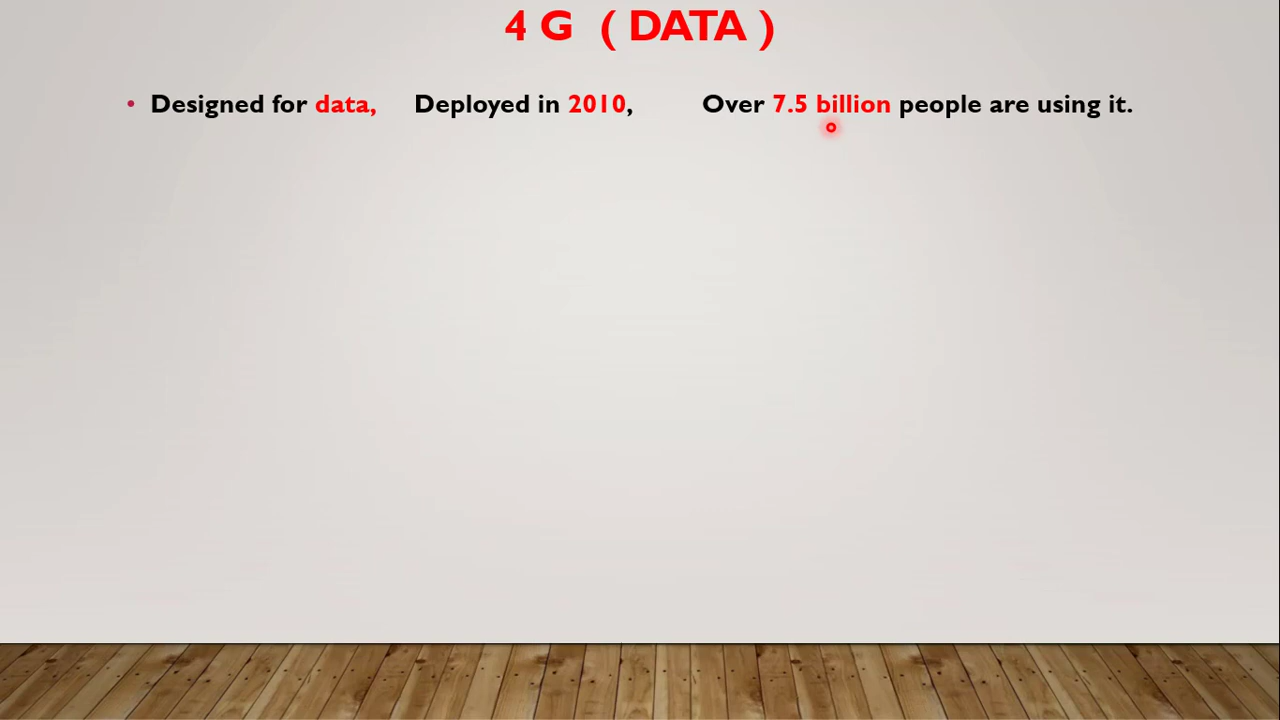 4 G ( DATA )
• Designed for data, Deployed in 2010, Over 7.5 billion people are using it.